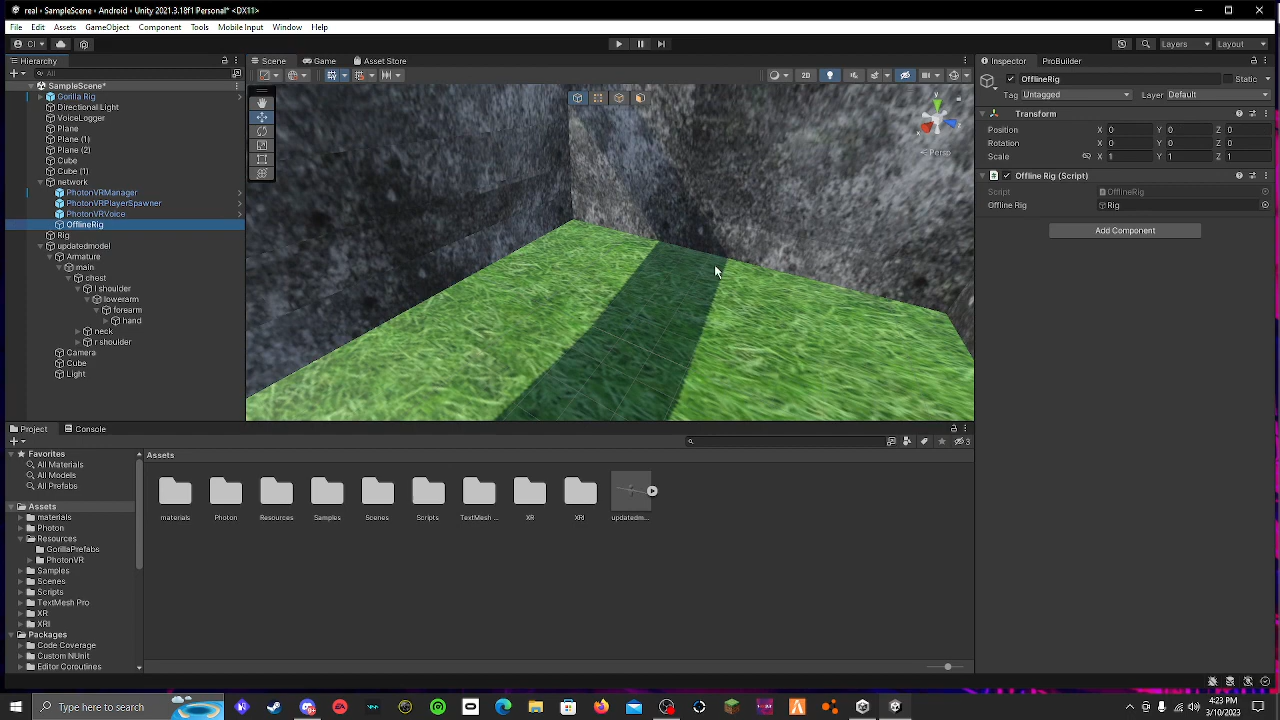 real - SampleScene - Android - Unity 2021.3.18f1 Personal* <DX11>
File Edit Assets GameObject Component Tools Mutation Window Help
Layers Layout
Hierarchy
Scene Game Asset Store
Inspector ProBuilder
All
2D
SampleScene*
Gorilla Rig
Directional Light
VoiceLogger
Plane
Plane (1)
Plane (2)
Cube
Cube (1)
network
PhotonVRManager
PhotonVRPlayerSpawner
PhotonVRVoice
OfflineRig
Rig
updatedmodel
Armature
main
chest
l shoulder
lowerarm
forearm
hand
neck
r shoulder
Camera
Cube
Light
y
x
z
Persp
OfflineRig Static
Tag Untagged Layer Default
Transform
Position X 0 Y 0 Z 0
Rotation X 0 Y 0 Z 0
Scale X 1 Y 1 Z 1
Offline Rig (Script)
Script OfflineRig
Offline Rig Rig
Add Component
Project Console
3
Favorites
All Materials
All Models
All Prefabs
Assets
materials
Photon
Resources
GorillaPrefabs
PhotonVR
Samples
Scenes
Scripts
TextMesh Pro
XR
XRI
Packages
Code Coverage
Custom NUnit
Editor Coroutines
Assets
materials Photon Resources Samples Scenes Scripts TextMesh ... XR XRI updatedm...
Type here to search
4:23 PM
3/10/2023